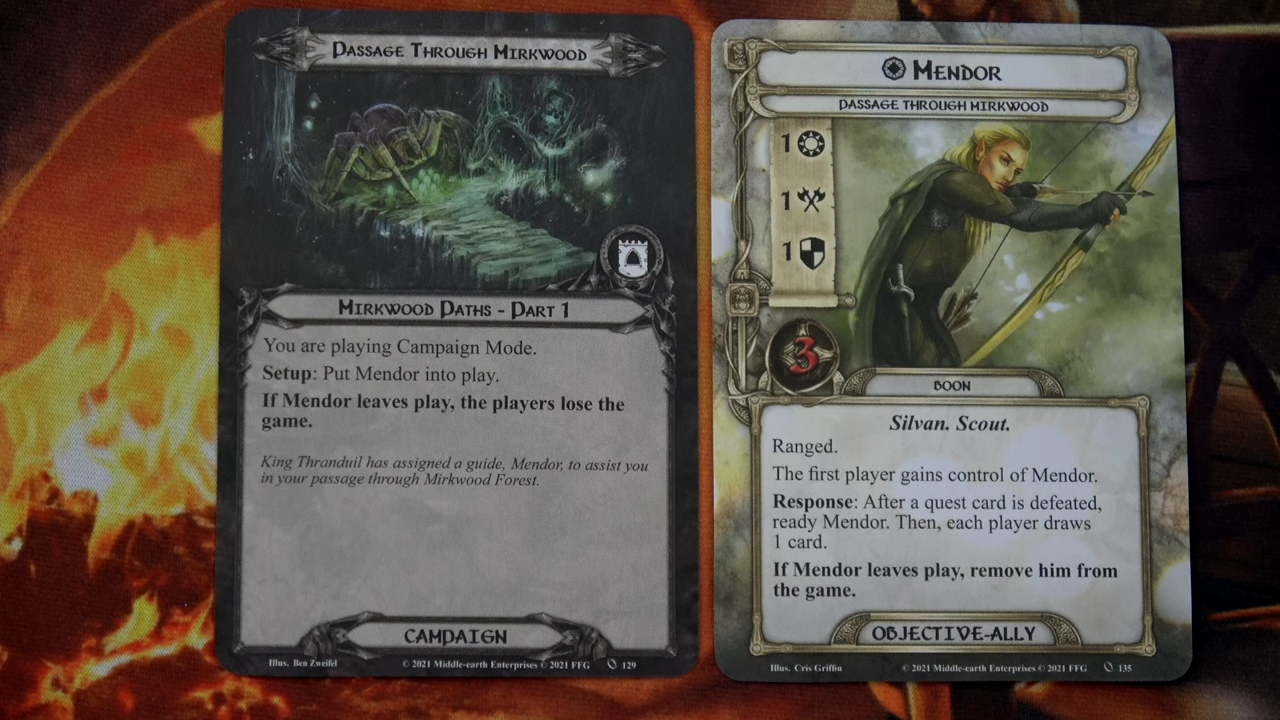 Passage Through Mirkwood
Mirkwood Paths - Part 1
You are playing Campaign Mode.
Setup: Put Mendor into play.
If Mendor leaves play, the players lose the
game.
King Thranduil has assigned a guide, Mendor, to assist you
in your passage through Mirkwood Forest.
Campaign
Illus. Ben Zweifel
© 2021 Middle-earth Enterprises © 2021 FFG
129
Mendor
Passage Through Mirkwood
1
1
1
3
Boon
Silvan. Scout.
Ranged.
The first player gains control of Mendor.
Response: After a quest card is defeated,
ready Mendor. Then, each player draws
1 card.
If Mendor leaves play, remove him from
the game.
Objective-Ally
Illus. Cris Griffin
© 2021 Middle-earth Enterprises © 2021 FFG
135